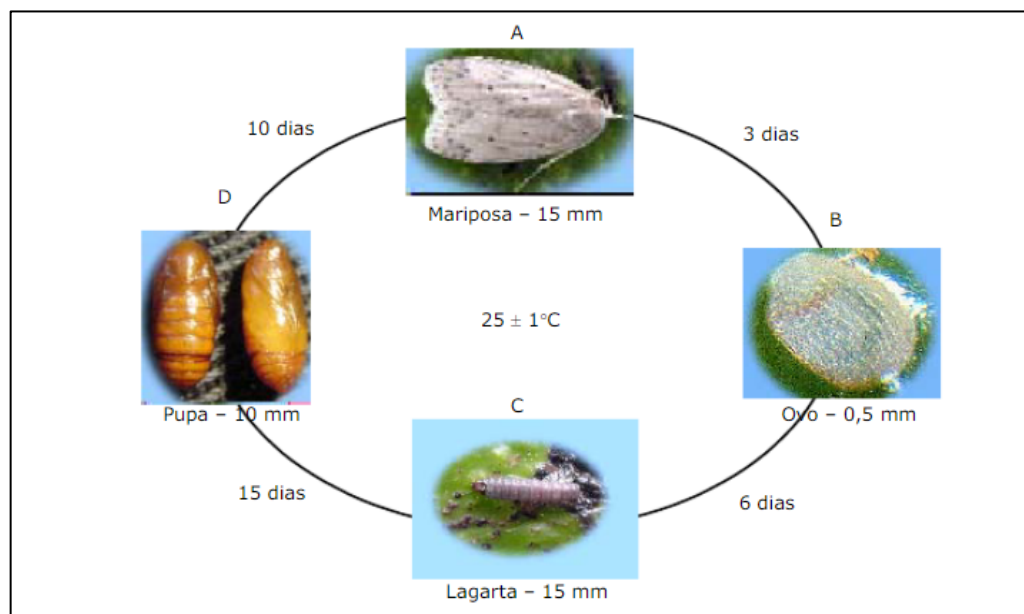 A
10 dias
3 dias
Mariposa – 15 mm
D
B
25 ± 1°C
Pupa – 10 mm
Ovo – 0,5 mm
C
15 dias
6 dias
Lagarta – 15 mm